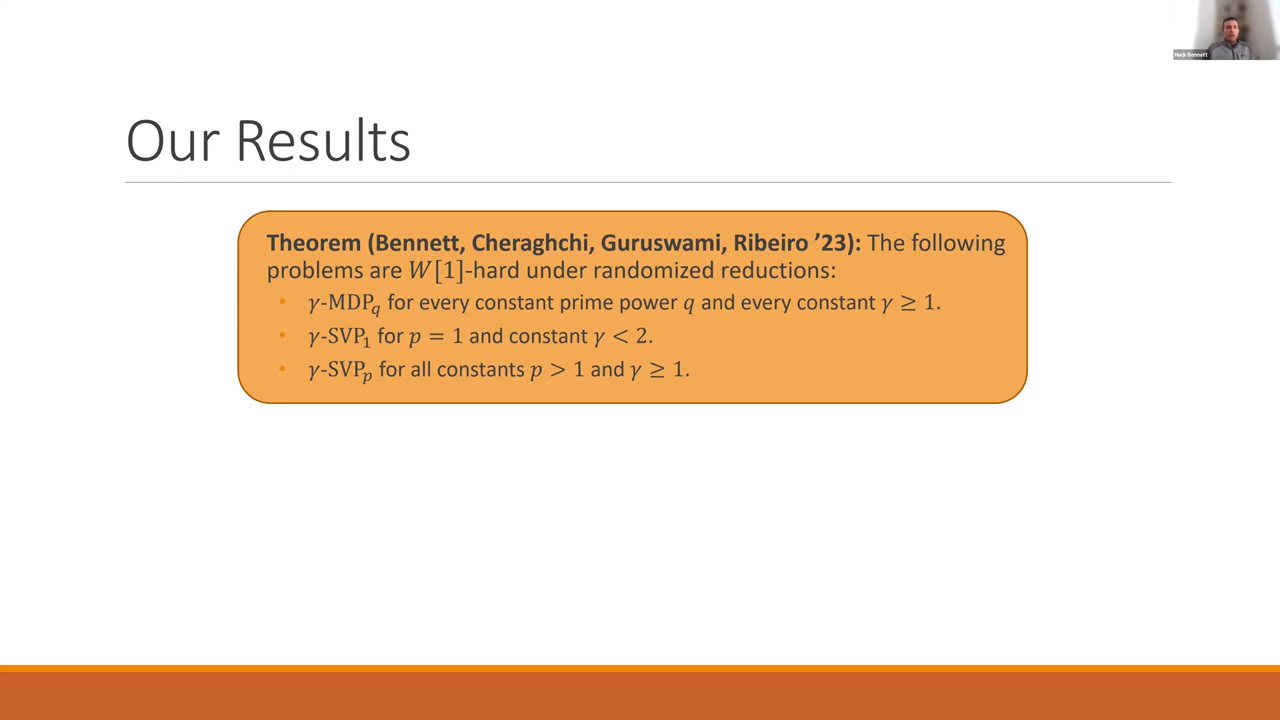 Huck Bennett
Our Results
Theorem (Bennett, Cheraghchi, Guruswami, Ribeiro ’23): The following
problems are W[1]-hard under randomized reductions:
• γ-MDP_q for every constant prime power q and every constant γ ≥ 1.
• γ-SVP_1 for p = 1 and constant γ < 2.
• γ-SVP_p for all constants p > 1 and γ ≥ 1.